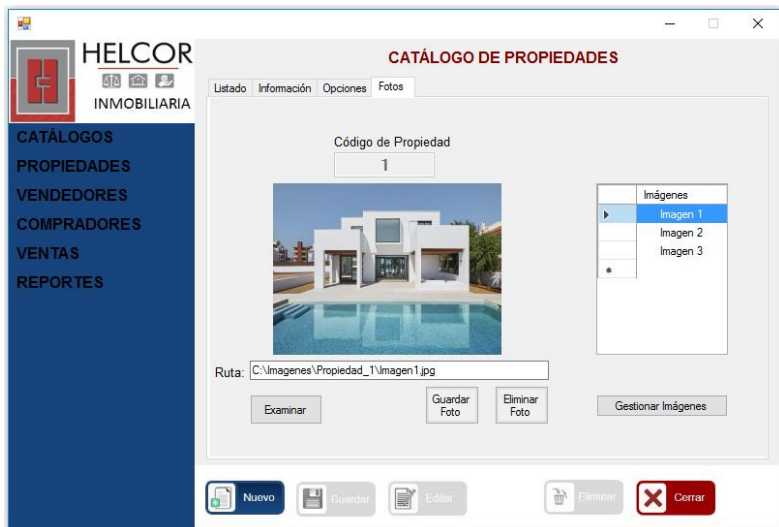 HELCOR
INMOBILIARIA
CATÁLOGOS
PROPIEDADES
VENDEDORES
COMPRADORES
VENTAS
REPORTES
CATÁLOGO DE PROPIEDADES
Listado Información Opciones Fotos
Código de Propiedad
1
Imágenes
Imagen 1
Imagen 2
Imagen 3
Ruta: C:\Imagenes\Propiedad_1\Imagen1.jpg
Examinar
Guardar
Foto
Eliminar
Foto
Gestionar Imágenes
Nuevo Guardar Editar Eliminar Cerrar